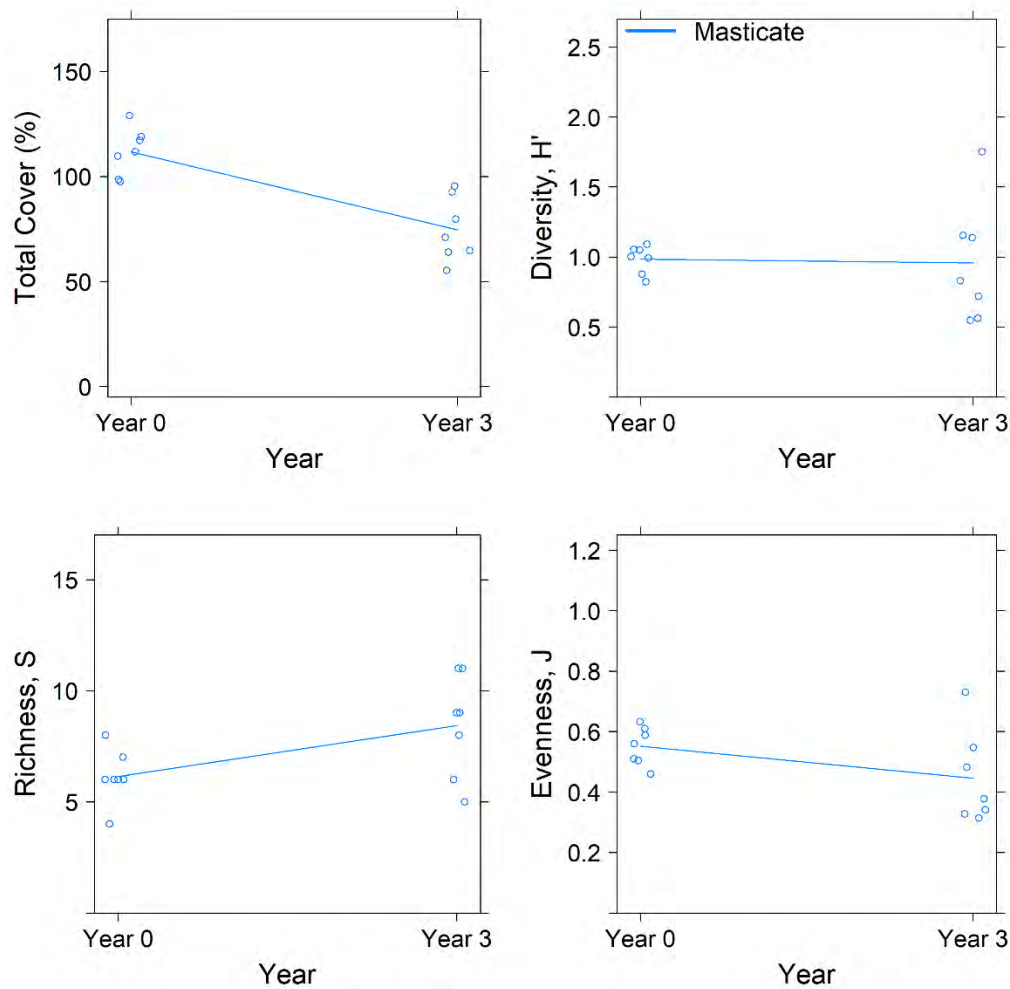 Total Cover (%)
150
100
50
0
Year 0
Year 3
Year
Masticate
Diversity, H'
2.5
2.0
1.5
1.0
0.5
Year 0
Year 3
Year
Richness, S
15
10
5
Year 0
Year 3
Year
Evenness, J
1.2
1.0
0.8
0.6
0.4
0.2
Year 0
Year 3
Year